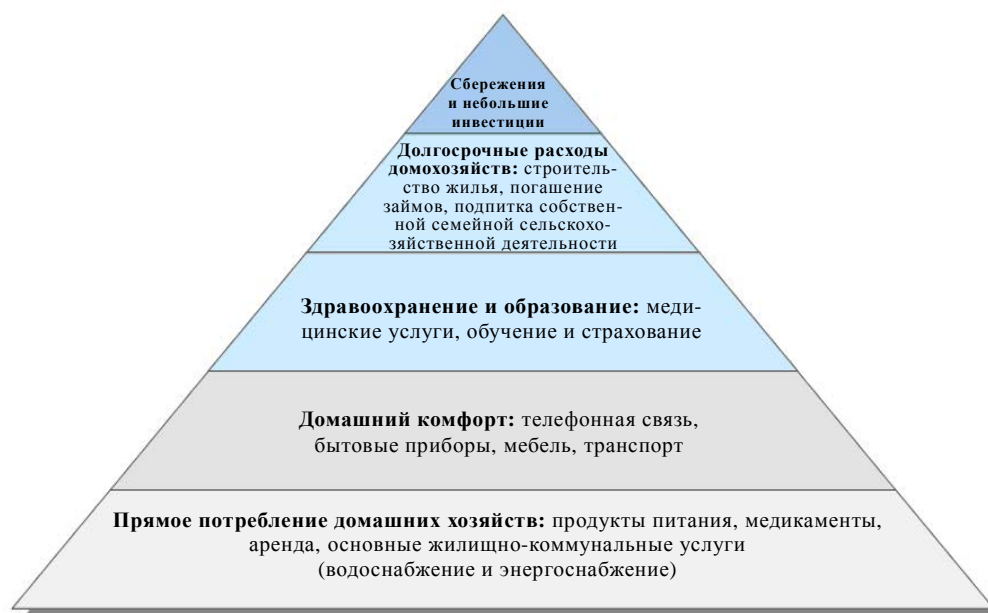 Сбережения
и небольшие
инвестиции
Долгосрочные расходы
домохозяйств: строитель-
ство жилья, погашение
займов, подпитка собствен-
ной семейной сельскохо-
зяйственной деятельности
Здравоохранение и образование: меди-
цинские услуги, обучение и страхование
Домашний комфорт: телефонная связь,
бытовые приборы, мебель, транспорт
Прямое потребление домашних хозяйств: продукты питания, медикаменты,
аренда, основные жилищно-коммунальные услуги
(водоснабжение и энергоснабжение)